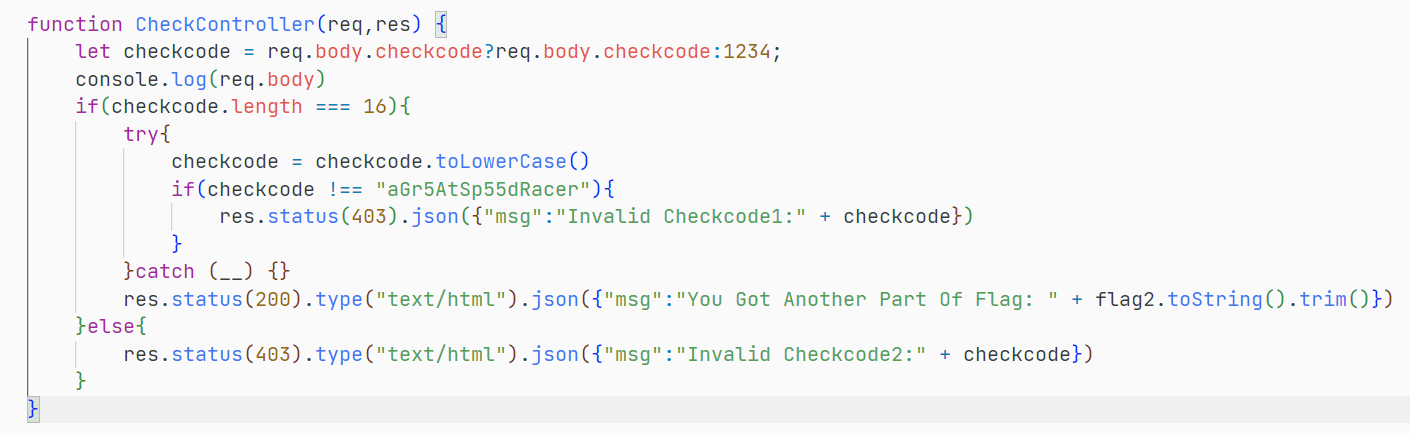 function CheckController(req,res) {
    let checkcode = req.body.checkcode?req.body.checkcode:1234;
    console.log(req.body)
    if(checkcode.length === 16){
        try{
            checkcode = checkcode.toLowerCase()
            if(checkcode !== "aGr5AtSp55dRacer"){
                res.status(403).json({"msg":"Invalid Checkcode1:" + checkcode})
            }
        }catch (__) {}
        res.status(200).type("text/html").json({"msg":"You Got Another Part Of Flag: " + flag2.toString().trim()})
    }else{
        res.status(403).type("text/html").json({"msg":"Invalid Checkcode2:" + checkcode})
    }
}